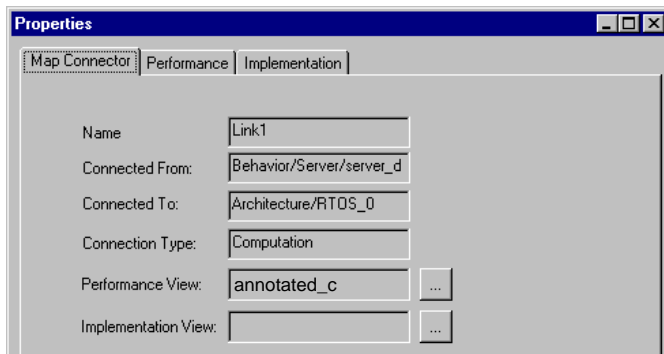 Properties
Map Connector Performance Implementation
Name Link1
Connected From: Behavior/Server/server_d
Connected To: Architecture/RTOS_0
Connection Type: Computation
Performance View: annotated_c ...
Implementation View: ...